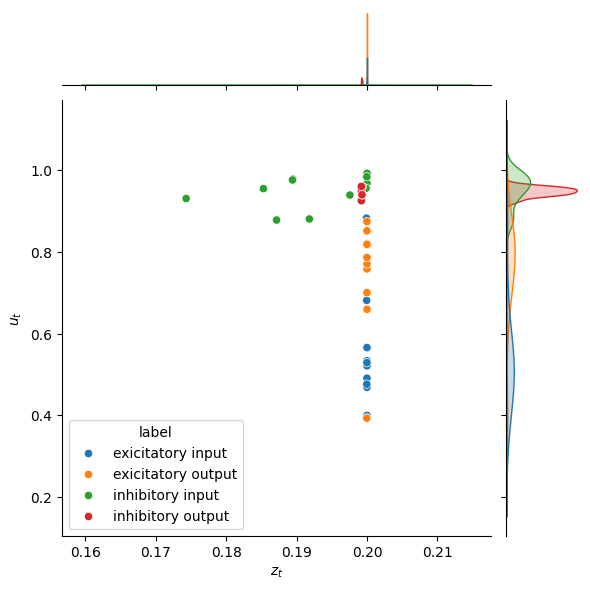 1.0
0.8
0.6
0.4
0.2
u_t
label
exicitatory input
exicitatory output
inhibitory input
inhibitory output
0.16 0.17 0.18 0.19 0.20 0.21
z_t